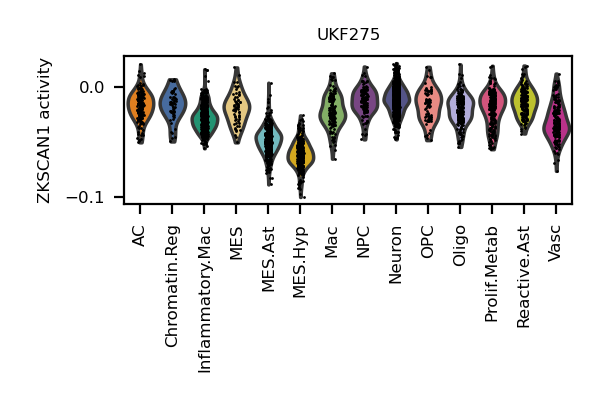 UKF275
ZKSCAN1 activity
0.0
−0.1
AC
Chromatin.Reg
Inflammatory.Mac
MES
MES.Ast
MES.Hyp
Mac
NPC
Neuron
OPC
Oligo
Prolif.Metab
Reactive.Ast
Vasc